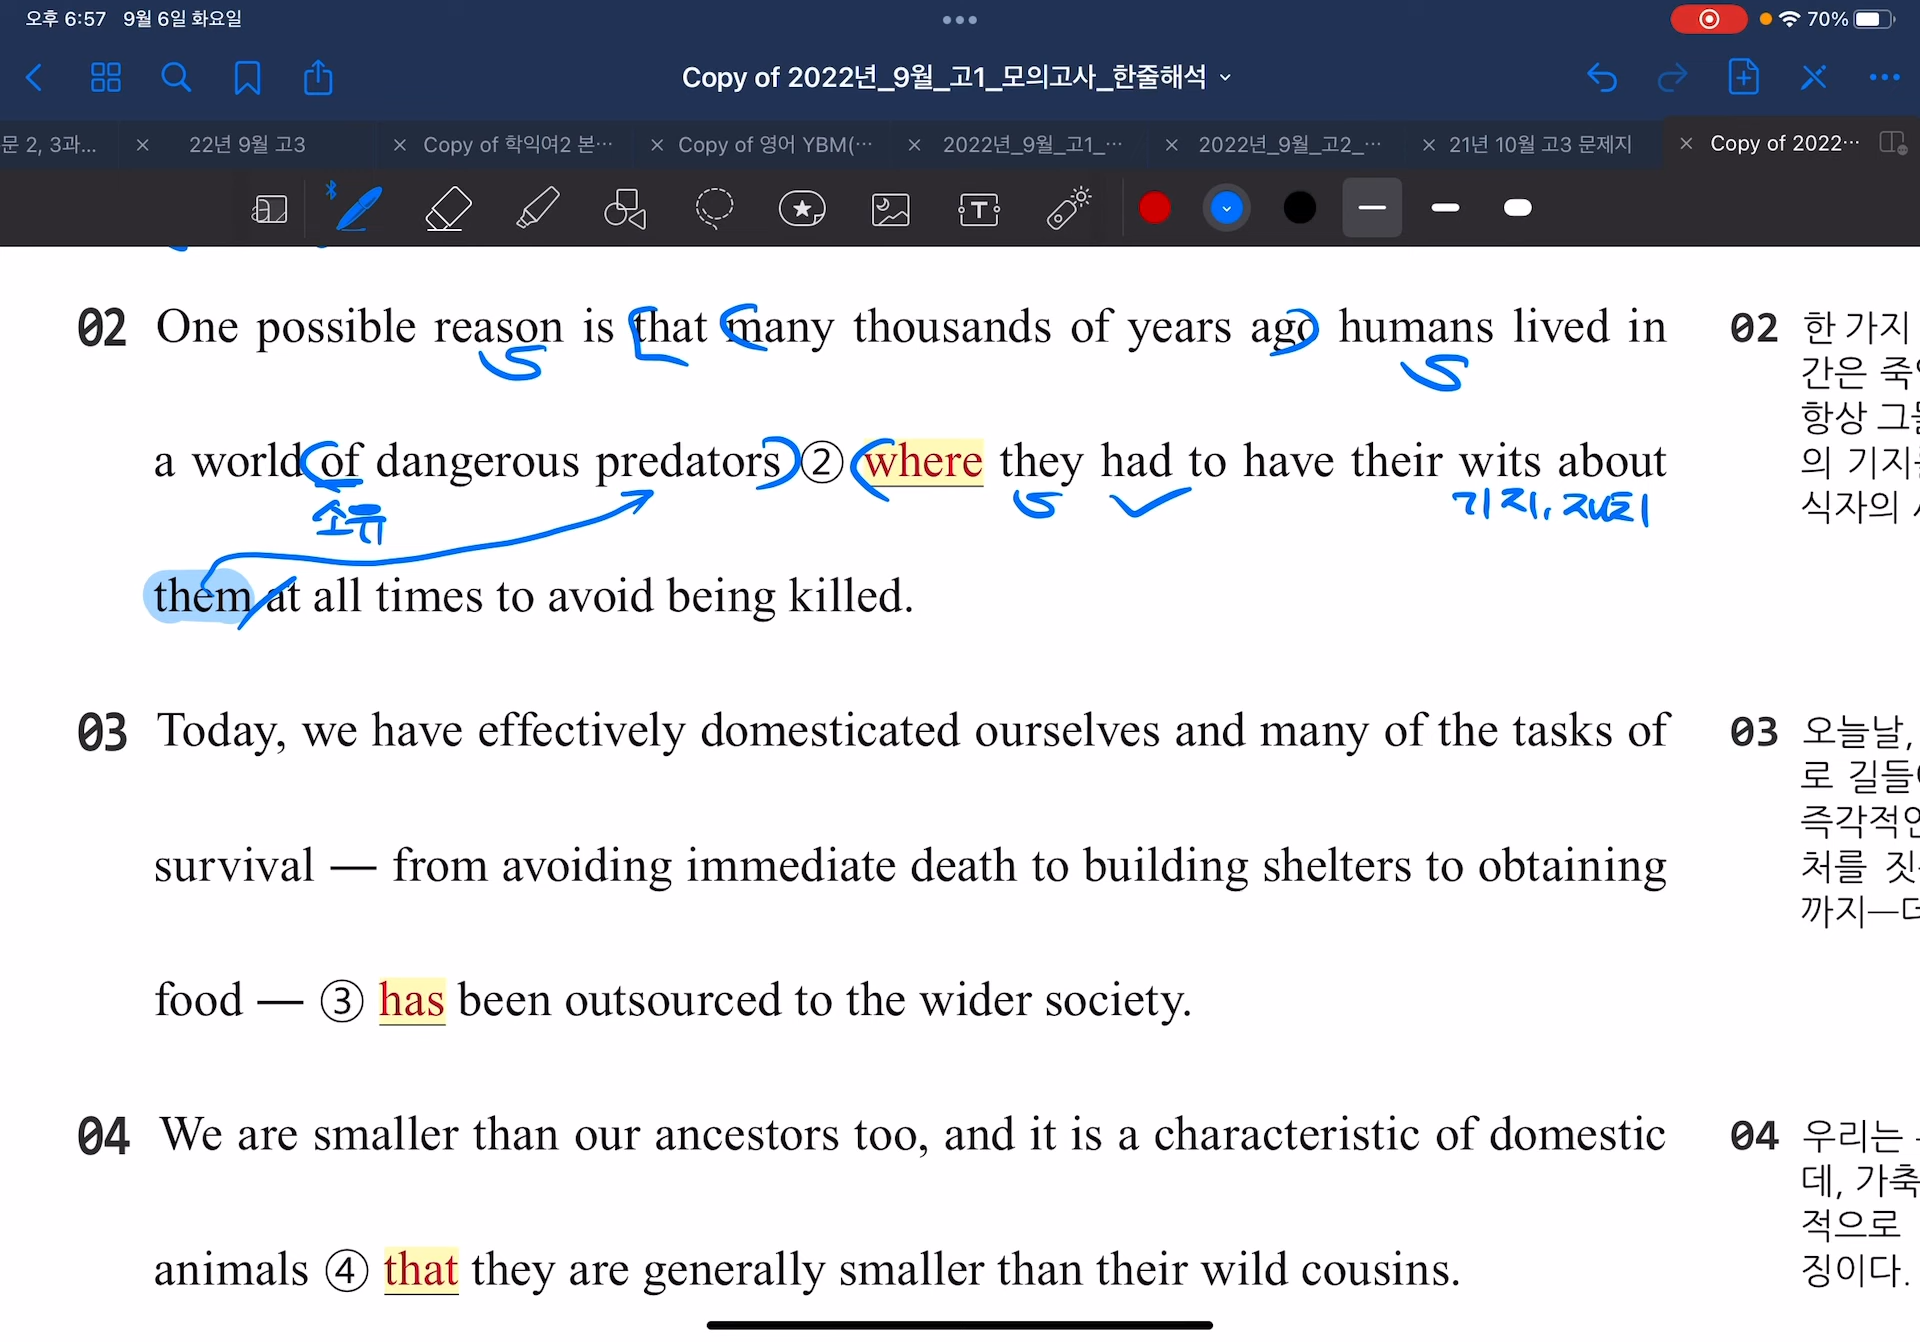 오후 6:57 9월 6일 화요일
70%
Copy of 2022년_9월_고1_모의고사_한줄해석
문 2, 3과... 22년 9월 고3 Copy of 학익여2 본... Copy of 영어 YBM(... 2022년_9월_고1_... 2022년_9월_고2_... 21년 10월 고3 문제지 Copy of 2022...
02 One possible reason is that many thousands of years ago humans lived in
S S
a world of dangerous predators ② where they had to have their wits about
소유 S 기지, 재치
them at all times to avoid being killed.
03 Today, we have effectively domesticated ourselves and many of the tasks of
survival — from avoiding immediate death to building shelters to obtaining
food — ③ has been outsourced to the wider society.
04 We are smaller than our ancestors too, and it is a characteristic of domestic
animals ④ that they are generally smaller than their wild cousins.
02 한 가지
간은
항상
의
식자의
03 오늘날,
로
처를
까지—
04 우리는
데, 가축
적으로
징이다.